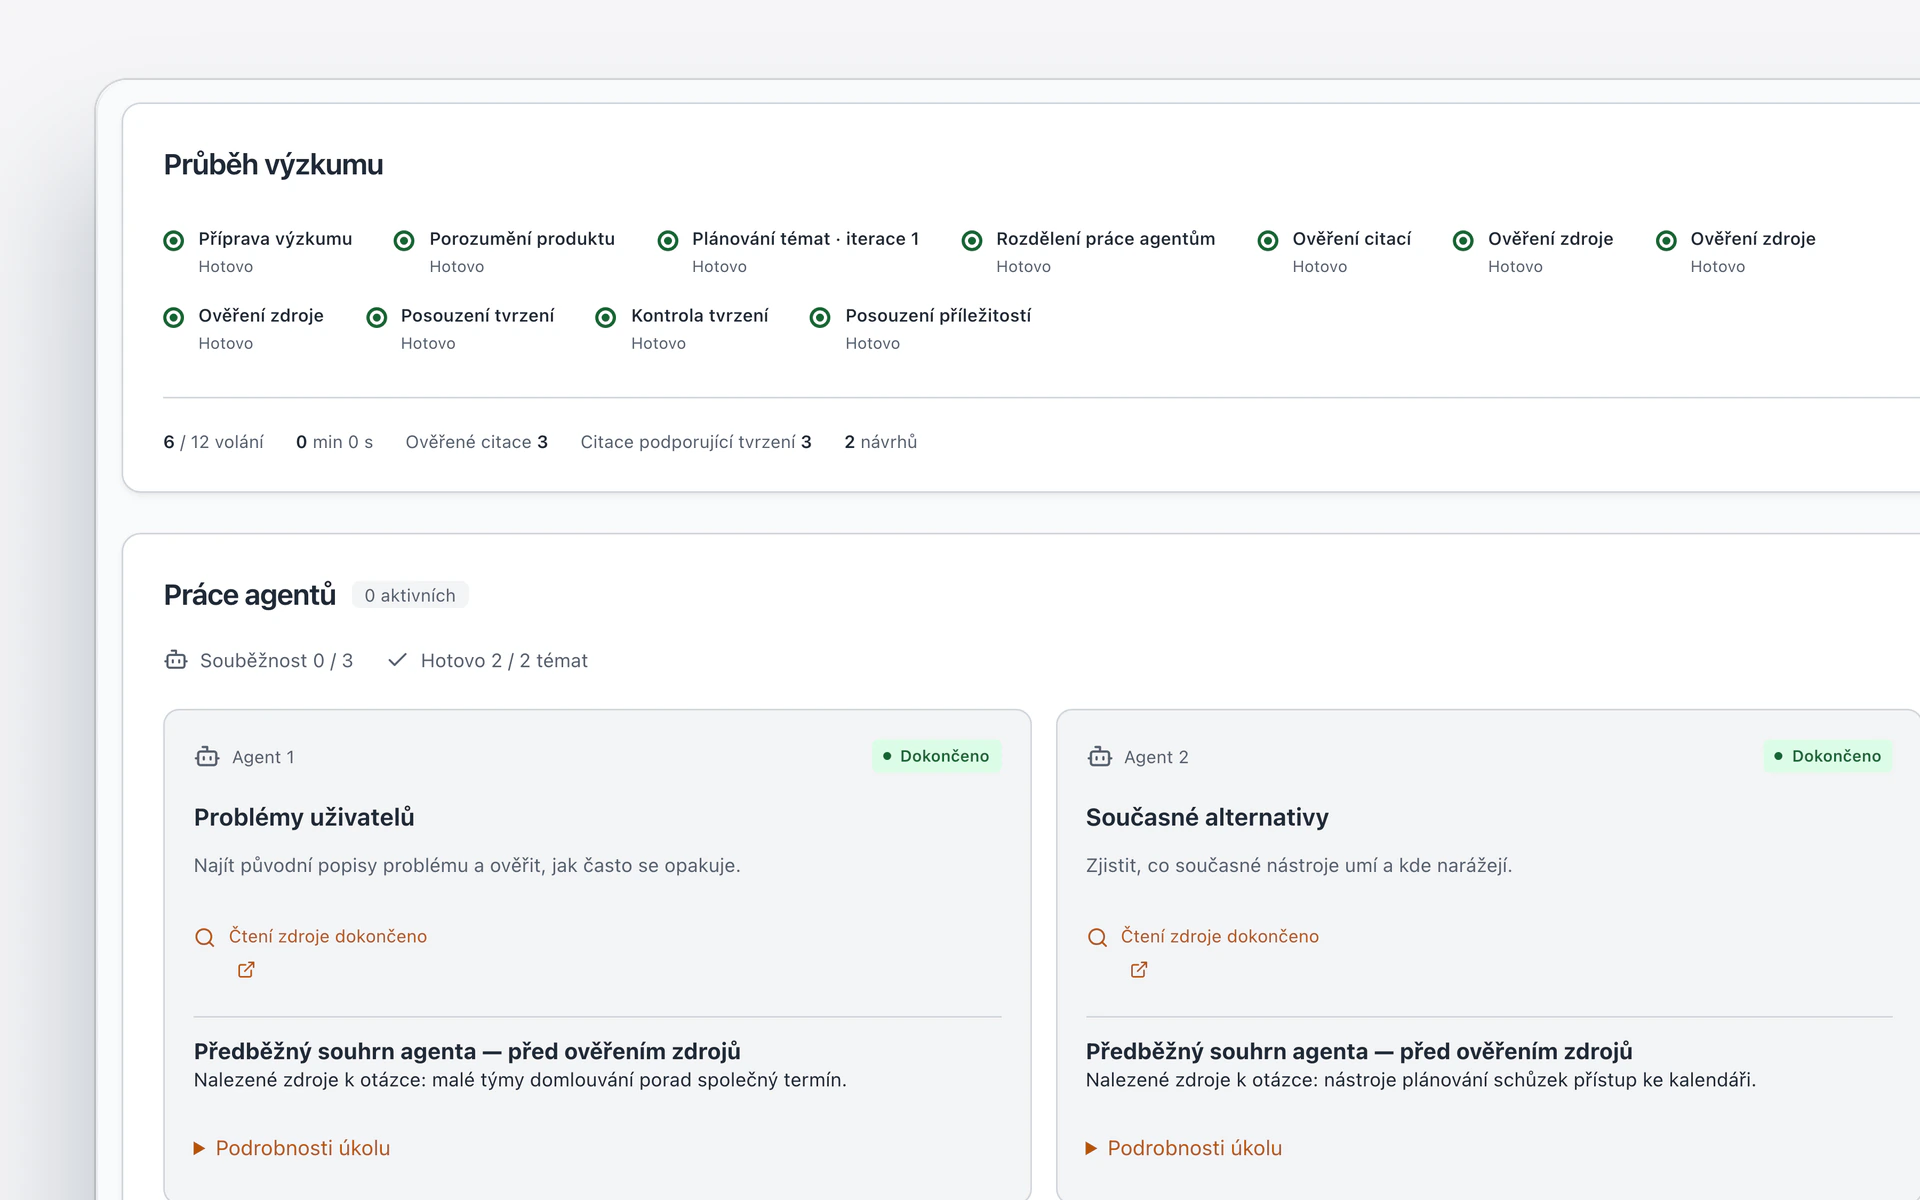 Průběh výzkumu
Příprava výzkumu
Hotovo
Porozumění produktu
Hotovo
Plánování témat · iterace 1
Hotovo
Rozdělení práce agentům
Hotovo
Ověření citací
Hotovo
Ověření zdroje
Hotovo
Ověření zdroje
Hotovo
Ověření zdroje
Hotovo
Posouzení tvrzení
Hotovo
Kontrola tvrzení
Hotovo
Posouzení příležitostí
Hotovo
6 / 12 volání 0 min 0 s Ověřené citace 3 Citace podporující tvrzení 3 2 návrhů
Práce agentů 0 aktivních
Souběžnost 0 / 3 Hotovo 2 / 2 témat
Agent 1 Dokončeno
Problémy uživatelů
Najít původní popisy problému a ověřit, jak často se opakuje.
Čtení zdroje dokončeno
Předběžný souhrn agenta — před ověřením zdrojů
Nalezené zdroje k otázce: malé týmy domlouvání porad společný termín.
Podrobnosti úkolu
Agent 2 Dokončeno
Současné alternativy
Zjistit, co současné nástroje umí a kde narážejí.
Čtení zdroje dokončeno
Předběžný souhrn agenta — před ověřením zdrojů
Nalezené zdroje k otázce: nástroje plánování schůzek přístup ke kalendáři.
Podrobnosti úkolu